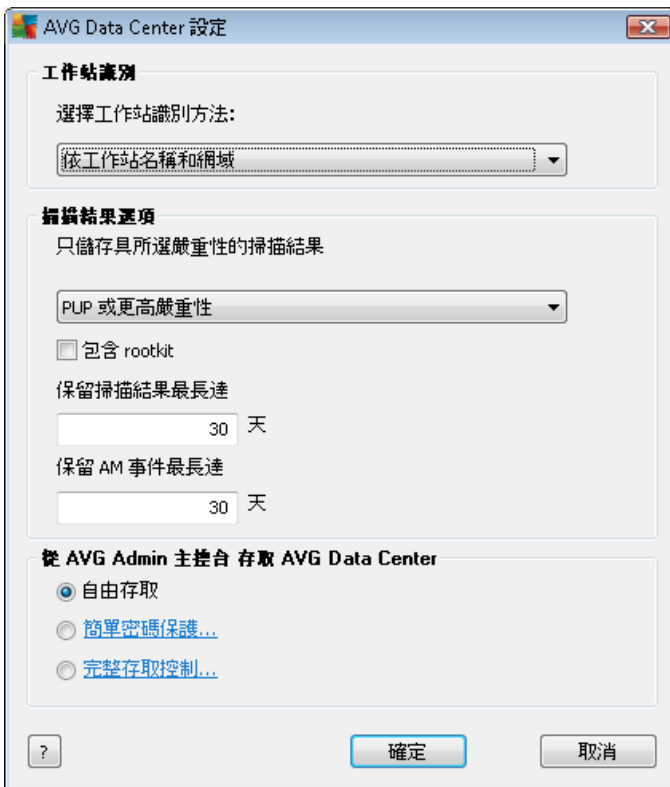 AVG Data Center 設定
工作站識別
選擇工作站識別方法:
依工作站名稱和網域
掃描結果選項
只儲存具所選嚴重性的掃描結果
PUP 或更高嚴重性
包含 rootkit
保留掃描結果最長達
30 天
保留 AM 事件最長達
30 天
從 AVG Admin 主控台 存取 AVG Data Center
自由存取
簡單密碼保護...
完整存取控制...
?
確定
取消